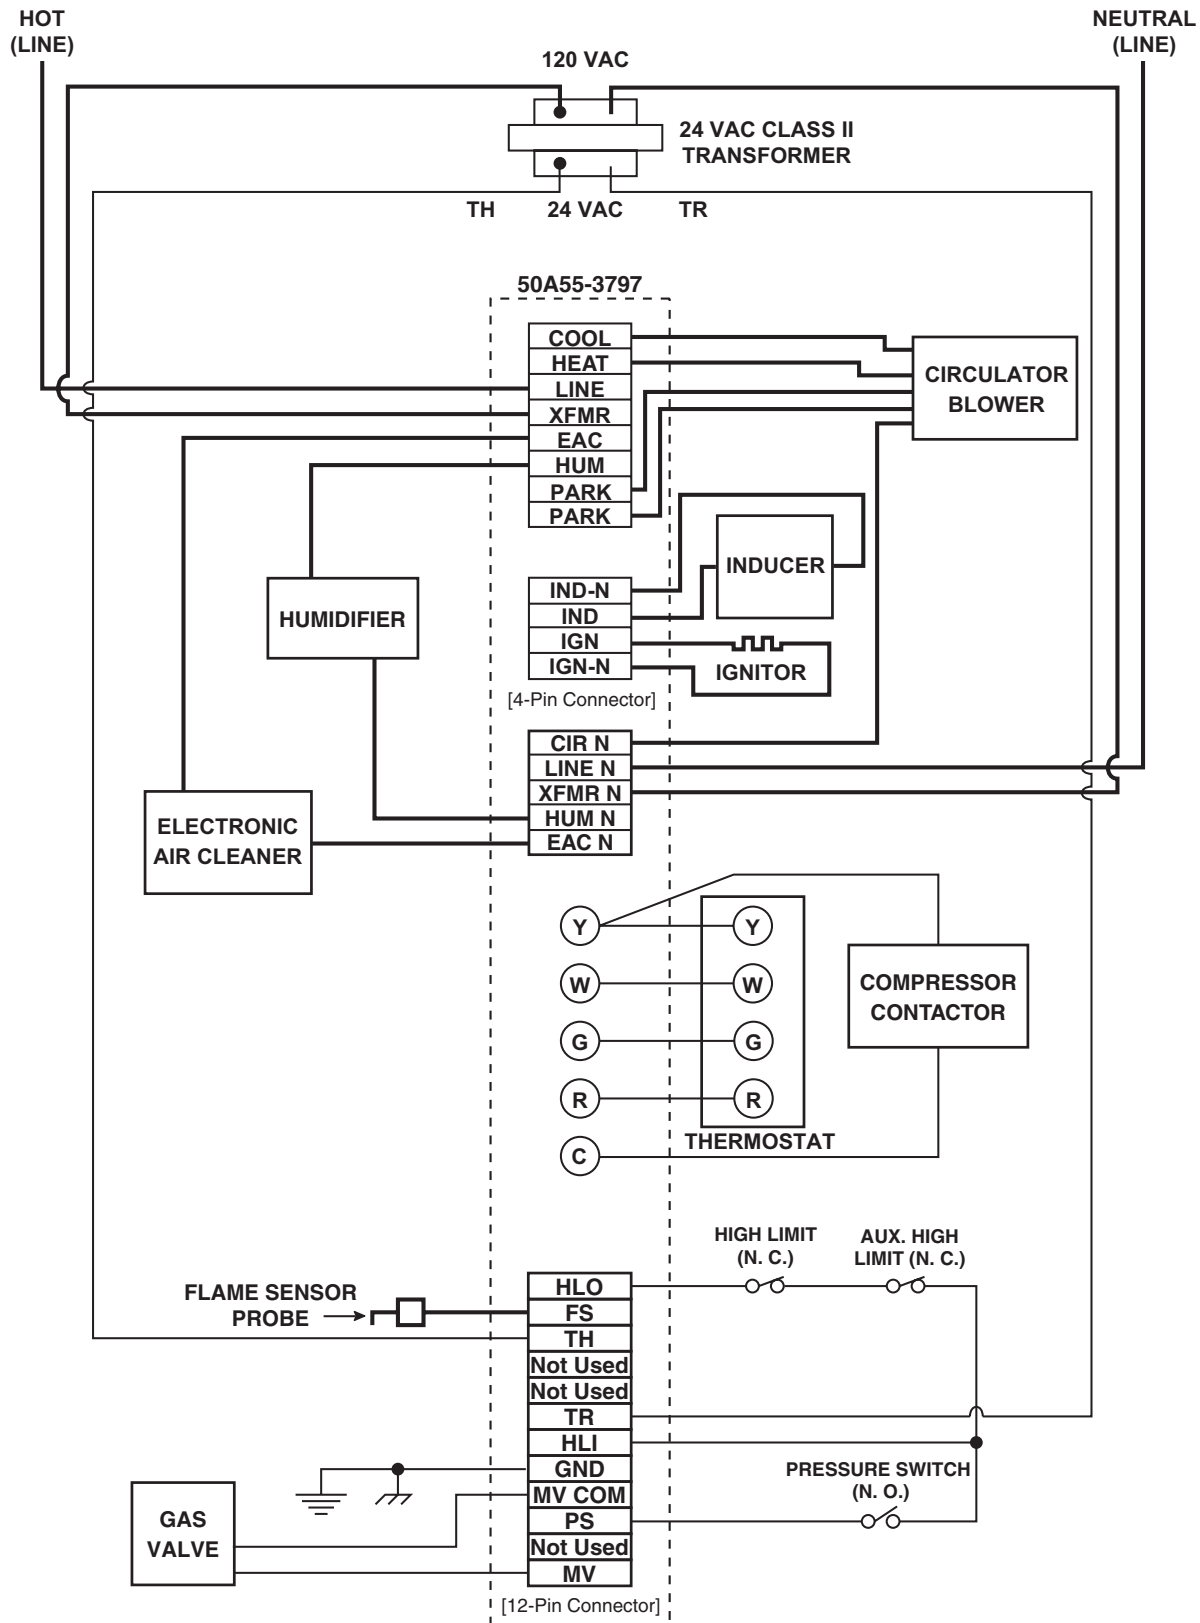 HOT
(LINE)
NEUTRAL
(LINE)
120 VAC
24 VAC CLASS II
TRANSFORMER
TH
24 VAC
TR
50A55-3797
COOL
HEAT
LINE
XFMR
EAC
HUM
PARK
PARK
CIRCULATOR
BLOWER
INDUCER
HUMIDIFIER
IND-N
IND
IGN
IGN-N
IGNITOR
[4-Pin Connector]
CIR N
LINE N
XFMR N
HUM N
EAC N
ELECTRONIC
AIR CLEANER
Y
W
G
R
C
Y
W
G
R
THERMOSTAT
COMPRESSOR
CONTACTOR
HIGH LIMIT
(N. C.)
AUX. HIGH
LIMIT (N. C.)
FLAME SENSOR
PROBE
HLO
FS
TH
Not Used
Not Used
TR
HLI
GND
MV COM
PS
Not Used
MV
PRESSURE SWITCH
(N. O.)
GAS
VALVE
[12-Pin Connector]